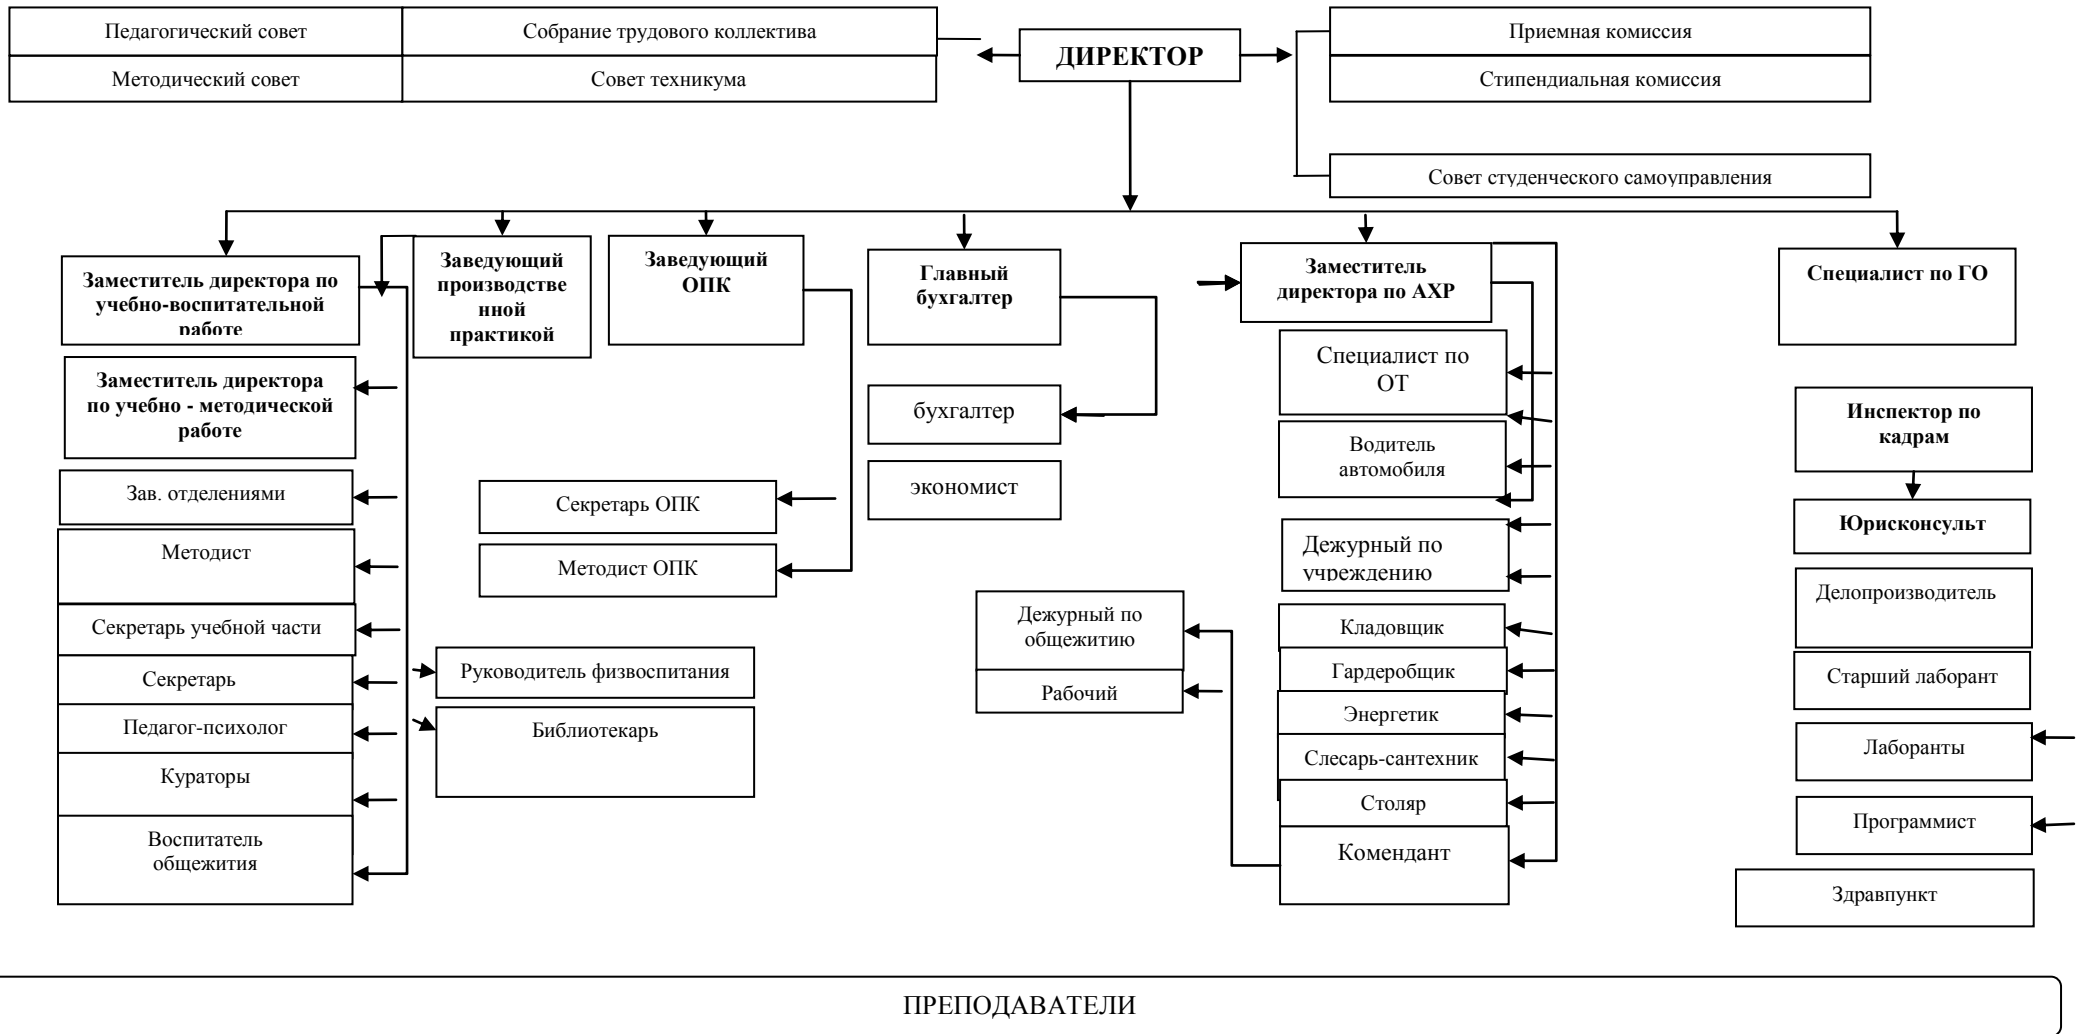 Педагогический совет
Собрание трудового коллектива
ДИРЕКТОР
Приемная комиссия
Методический совет
Совет техникума
Стипендиальная комиссия
Совет студенческого самоуправления
Заместитель директора по
учебно-воспитательной
работе
Заведующий
производстве
нной
практикой
Заведующий
ОПК
Главный
бухгалтер
Заместитель
директора по АХР
Специалист по ГО
Заместитель директора
по учебно - методической
работе
Зав. отделениями
Методист
Секретарь учебной части
Секретарь
Педагог-психолог
Кураторы
Воспитатель
общежития
Секретарь ОПК
Методист ОПК
Руководитель физвоспитания
Библиотекарь
бухгалтер
экономист
Дежурный по
общежитию
Рабочий
Специалист по
ОТ
Водитель
автомобиля
Дежурный по
учреждению
Кладовщик
Гардеробщик
Энергетик
Слесарь-сантехник
Столяр
Комендант
Инспектор по
кадрам
Юрисконсульт
Делопроизводитель
Старший лаборант
Лаборанты
Программист
Здравпункт
ПРЕПОДАВАТЕЛИ